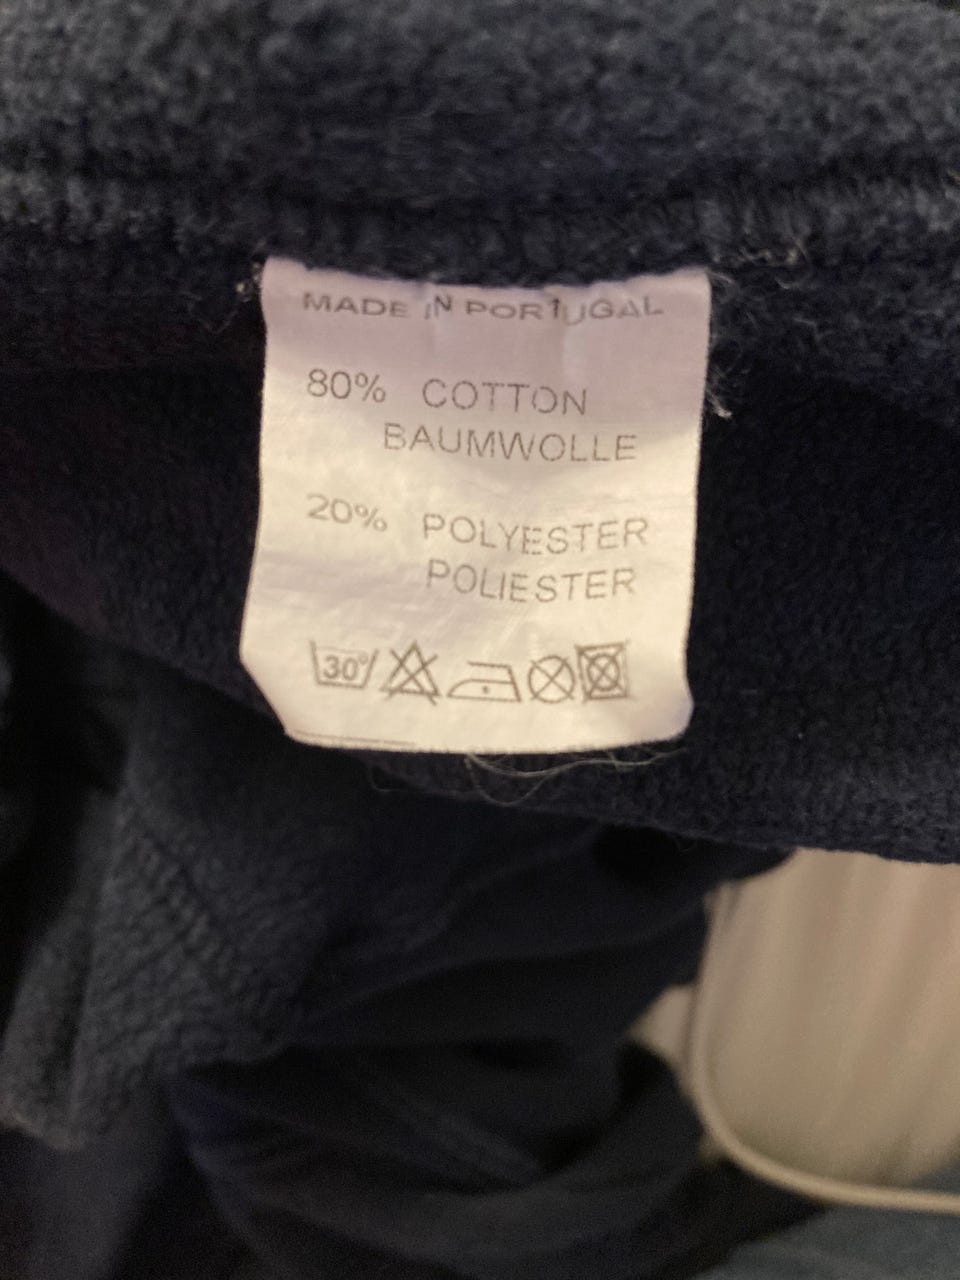 MADE IN PORTUGAL
80% COTTON
BAUMWOLLE
20% POLYESTER
POLIESTER
30°